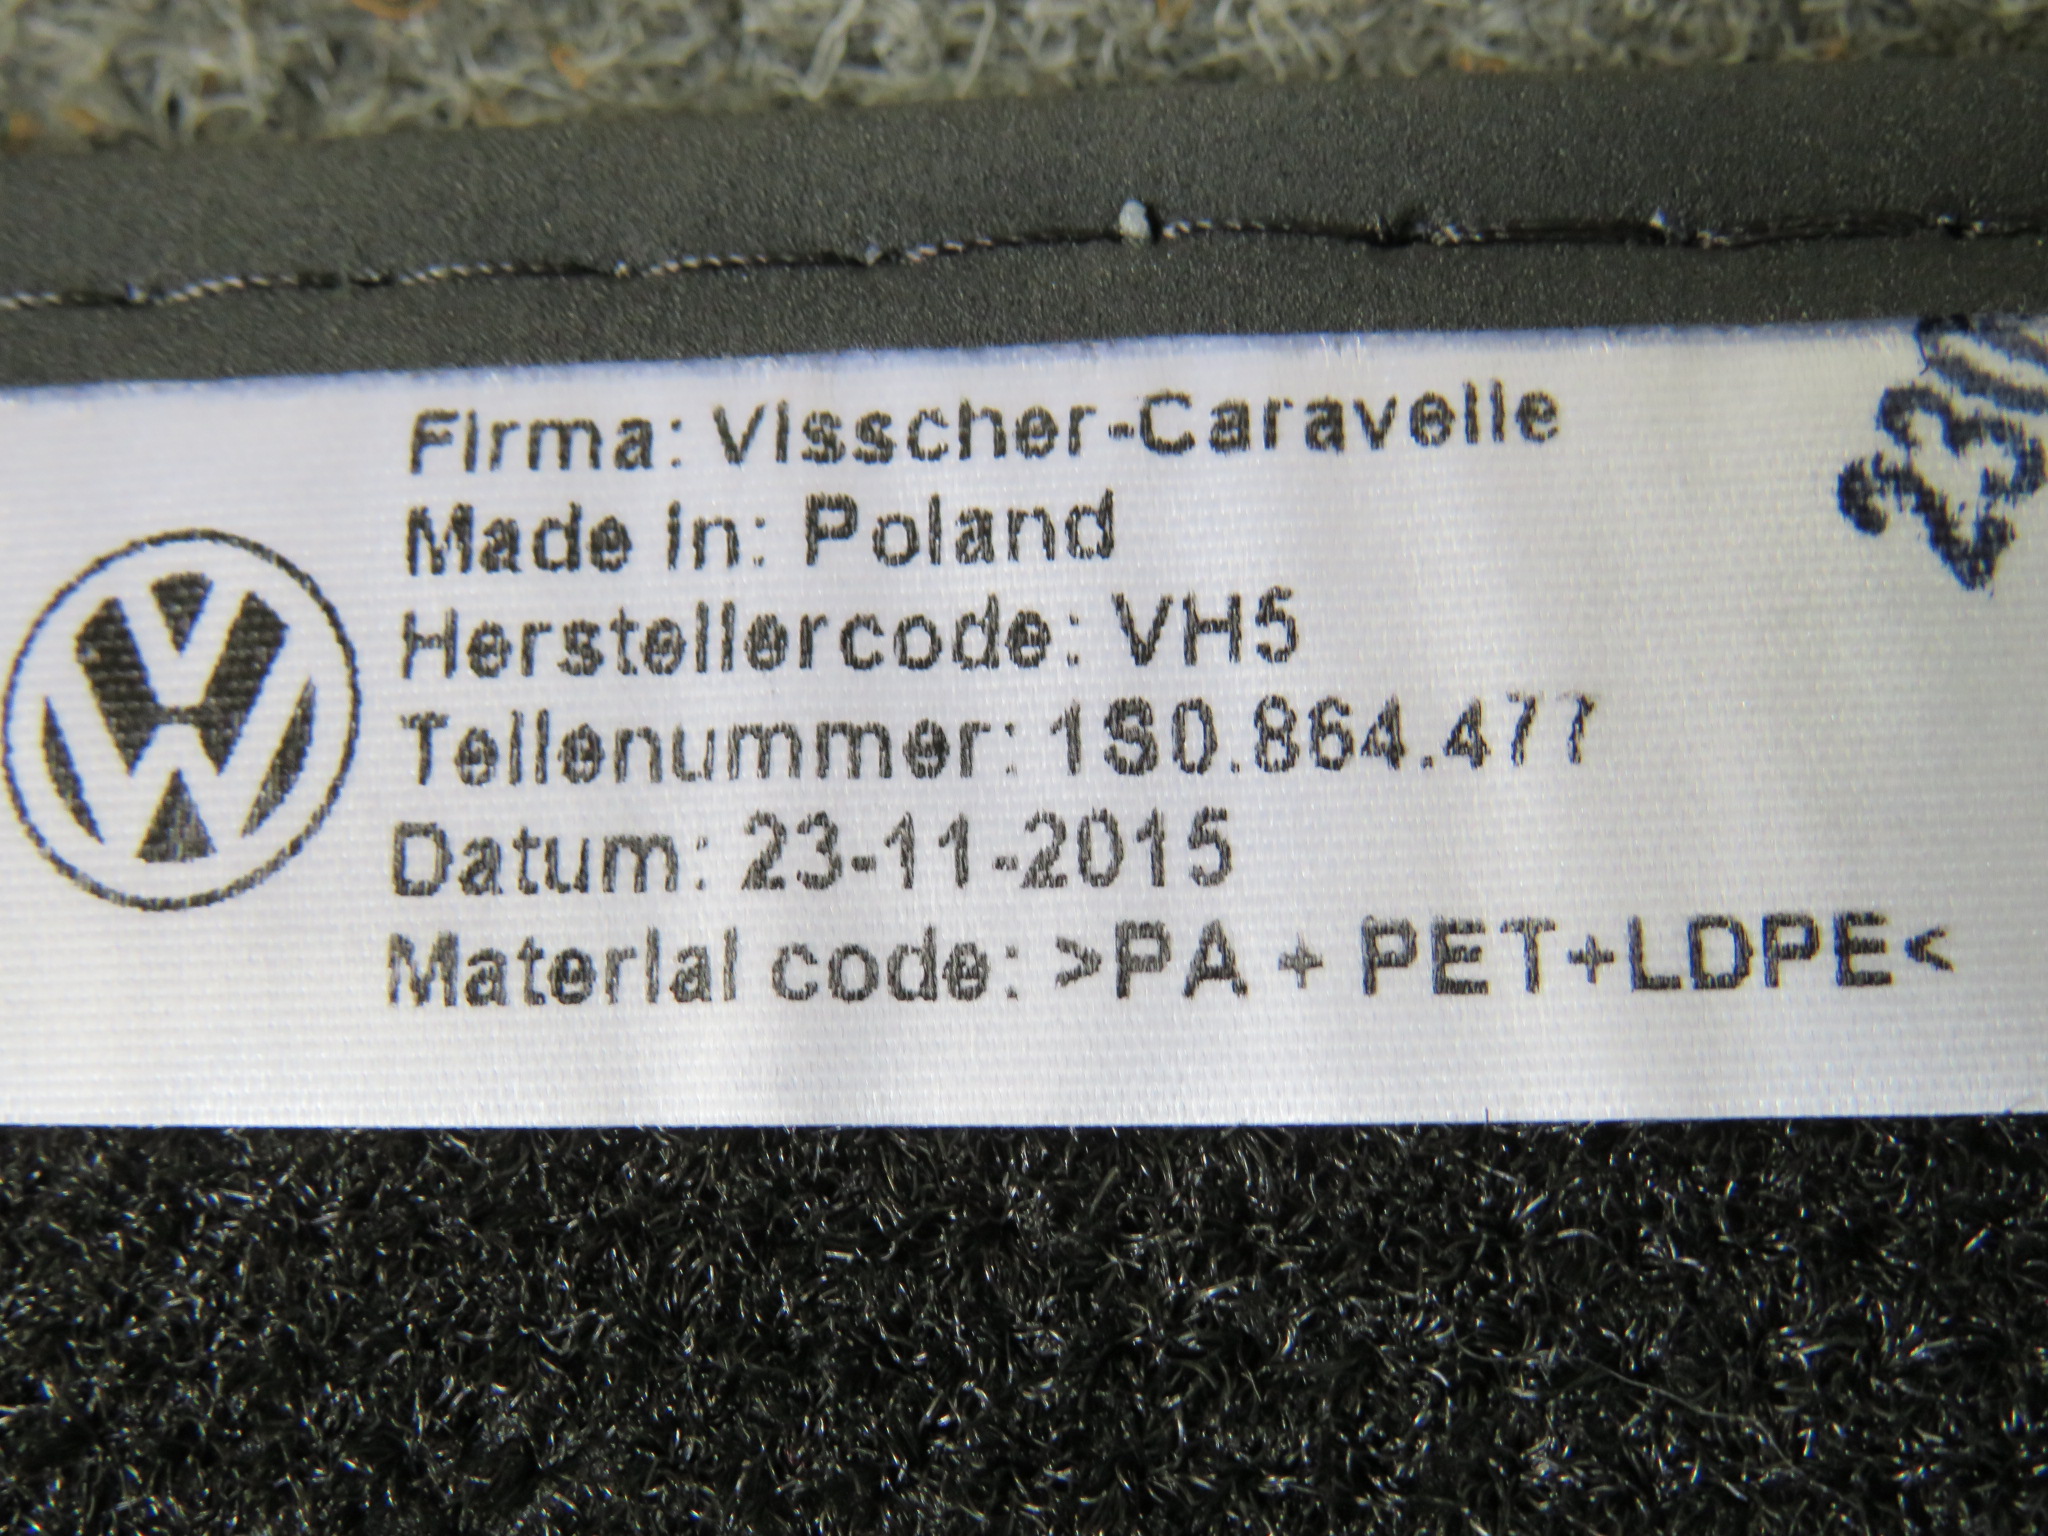 Firma: Visscher-Caravelle
Made in: Poland
Herstellercode: VH5
Teilenummer: 1S0.864.477
Datum: 23-11-2015
Material code: >PA + PET+LDPE<